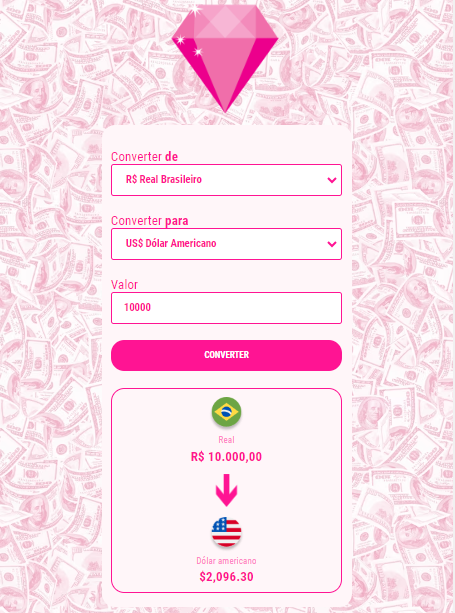 Converter de
R$ Real Brasileiro
Converter para
US$ Dólar Americano
Valor
10000
CONVERTER
Real
R$ 10.000,00
Dólar americano
$2,096.30